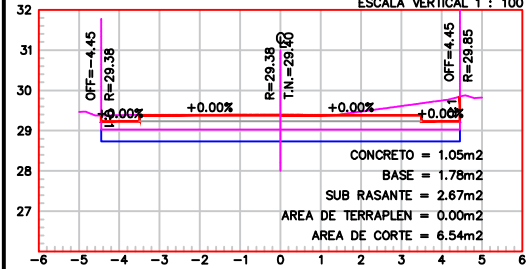 ESCALA VERTICAL 1 : 100
32
31
30
29
28
27
OFF=-4.45
R=29.38
R=29.38
T.N.=29.40
OFF=4.45
R=29.85
+0.00%
+0.00%
+0.00%
+0.00%
CONCRETO = 1.05m2
BASE = 1.78m2
SUB RASANTE = 2.67m2
AREA DE TERRAPLEN = 0.00m2
AREA DE CORTE = 6.54m2
-6 -5 -4 -3 -2 -1 0 1 2 3 4 5 6